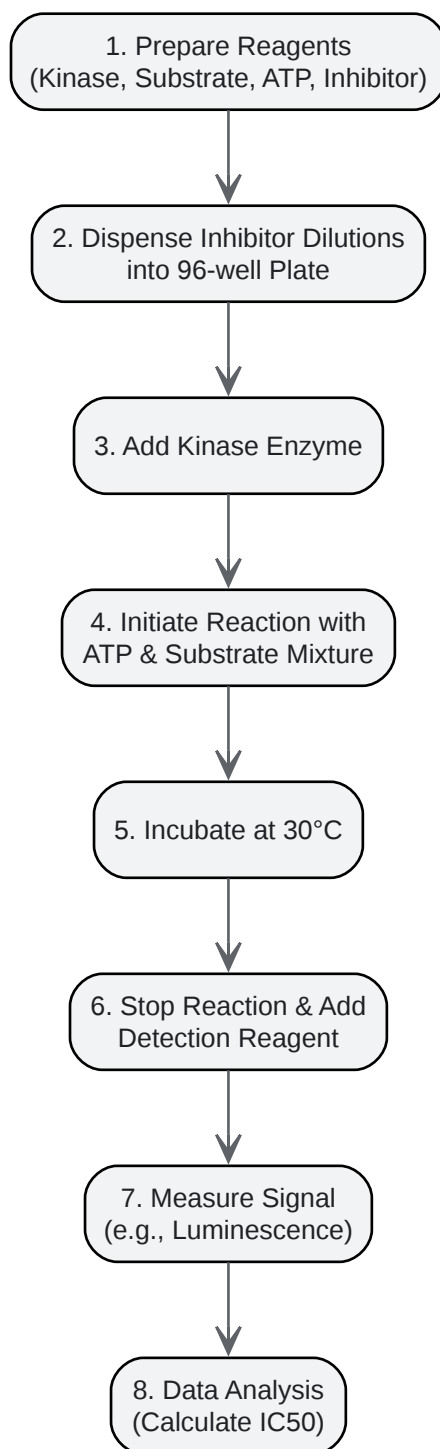 1. Prepare Reagents
(Kinase, Substrate, ATP, Inhibitor)
2. Dispense Inhibitor Dilutions
into 96-well Plate
3. Add Kinase Enzyme
4. Initiate Reaction with
ATP & Substrate Mixture
5. Incubate at 30°C
6. Stop Reaction & Add
Detection Reagent
7. Measure Signal
(e.g., Luminescence)
8. Data Analysis
(Calculate IC50)